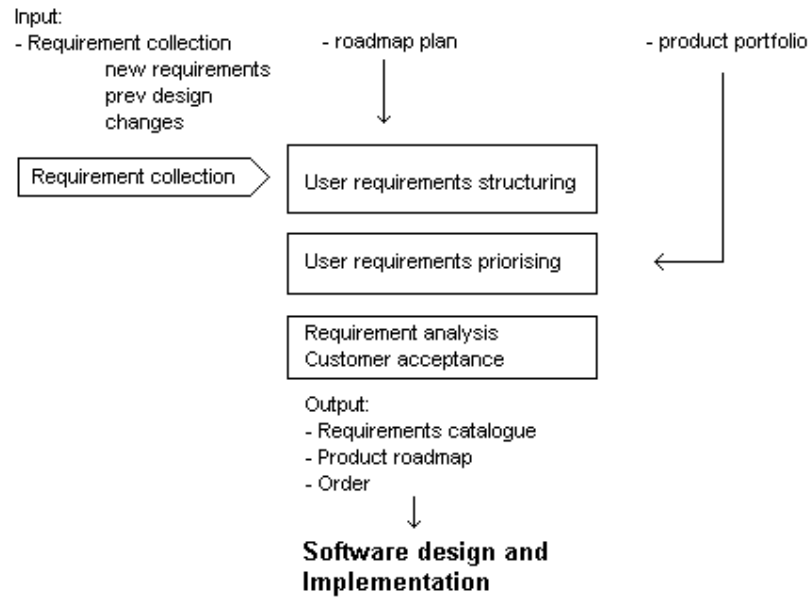 Input:
- Requirement collection
new requirements
prev design
changes
- roadmap plan
- product portfolio
Requirement collection
User requirements structuring
User requirements priorising
Requirement analysis
Customer acceptance
Output:
- Requirements catalogue
- Product roadmap
- Order
Software design and
Implementation